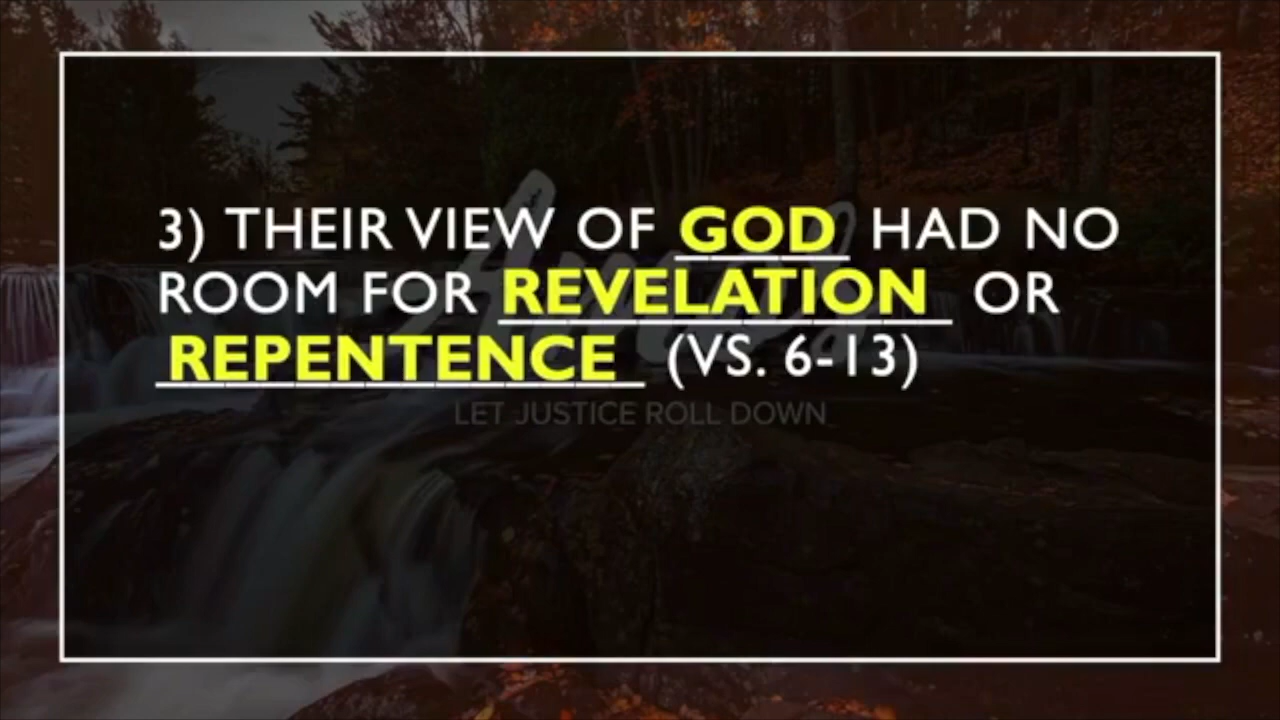 3) THEIR VIEW OF GOD HAD NO
ROOM FOR REVELATION OR
REPENTENCE (VS. 6-13)
Amos
LET JUSTICE ROLL DOWN